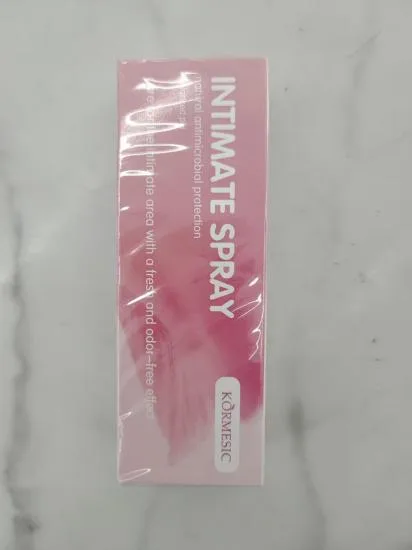 INTIMATE SPRAY
natural antimicrobial protection
intimate area with a fresh and odor-free effect
KORMESIC